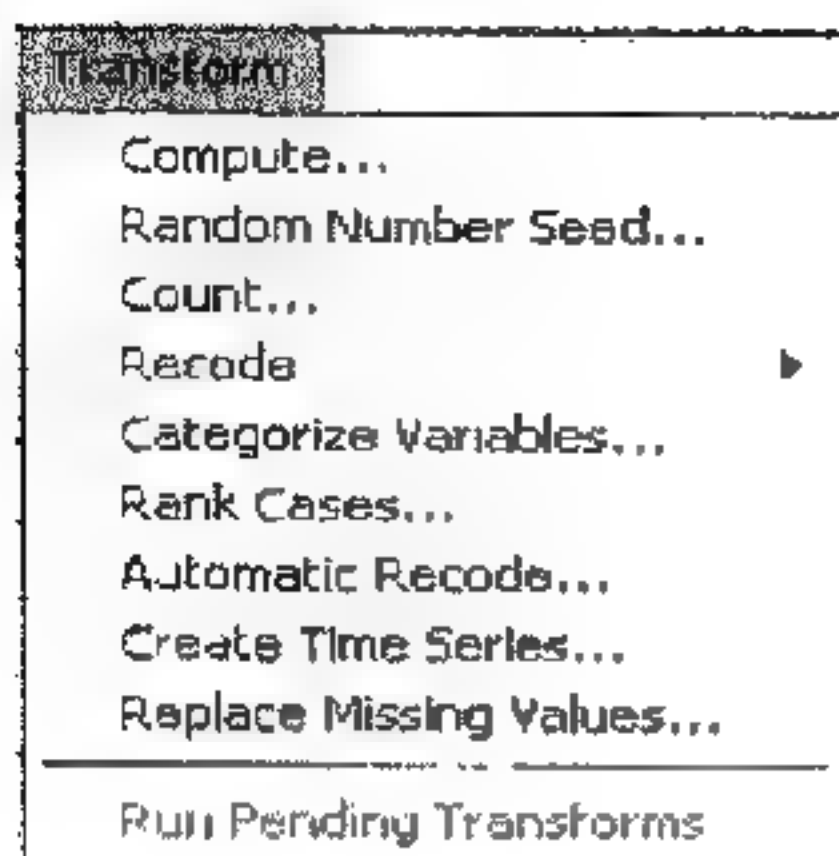 Transform
Compute...
Random Number Seed...
Count...
Recode
Categorize Variables...
Rank Cases...
Automatic Recode...
Create Time Series...
Replace Missing Values...
Run Pending Transforms